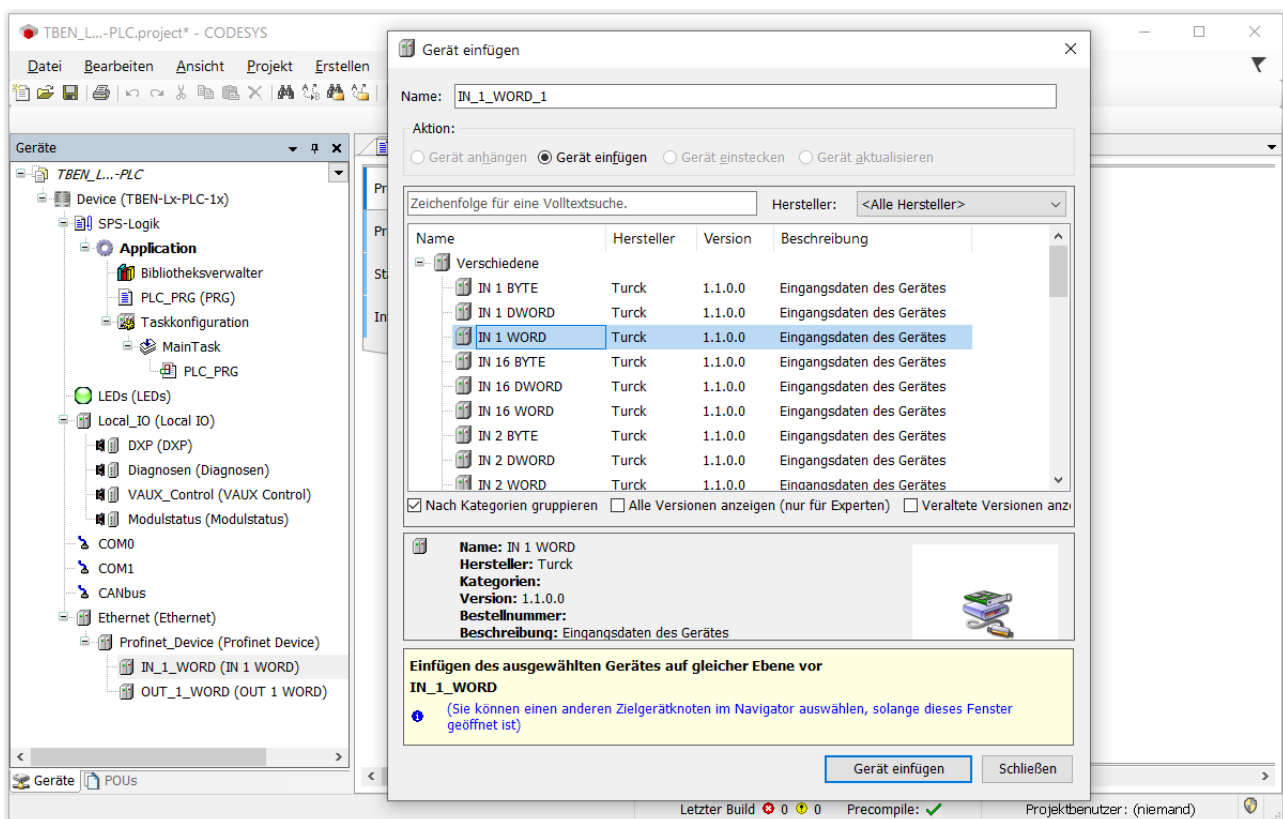 TBEN_L...-PLC.project* - CODESYS
Datei Bearbeiten Ansicht Projekt Erstellen
Geräte
TBEN_L...-PLC
Device (TBEN-Lx-PLC-1x)
SPS-Logik
Application
Bibliotheksverwalter
PLC_PRG (PRG)
Taskkonfiguration
MainTask
PLC_PRG
LEDs (LEDs)
Local_IO (Local IO)
DXP (DXP)
Diagnosen (Diagnosen)
VAUX_Control (VAUX Control)
Modulstatus (Modulstatus)
COM0
COM1
CANbus
Ethernet (Ethernet)
Profinet_Device (Profinet Device)
IN_1_WORD (IN 1 WORD)
OUT_1_WORD (OUT 1 WORD)
Geräte POUs
Pr
Pr
St
In
Gerät einfügen
Name: IN_1_WORD_1
Aktion:
Gerät anhängen Gerät einfügen Gerät einstecken Gerät aktualisieren
Zeichenfolge für eine Volltextsuche. Hersteller: <Alle Hersteller>
Name Hersteller Version Beschreibung
Verschiedene
IN 1 BYTE Turck 1.1.0.0 Eingangsdaten des Gerätes
IN 1 DWORD Turck 1.1.0.0 Eingangsdaten des Gerätes
IN 1 WORD Turck 1.1.0.0 Eingangsdaten des Gerätes
IN 16 BYTE Turck 1.1.0.0 Eingangsdaten des Gerätes
IN 16 DWORD Turck 1.1.0.0 Eingangsdaten des Gerätes
IN 16 WORD Turck 1.1.0.0 Eingangsdaten des Gerätes
IN 2 BYTE Turck 1.1.0.0 Eingangsdaten des Gerätes
IN 2 DWORD Turck 1.1.0.0 Eingangsdaten des Gerätes
IN 2 WORD Turck 1.1.0.0 Eingangsdaten des Gerätes
Nach Kategorien gruppieren Alle Versionen anzeigen (nur für Experten) Veraltete Versionen anz
Name: IN 1 WORD
Hersteller: Turck
Kategorien:
Version: 1.1.0.0
Bestellnummer:
Beschreibung: Eingangsdaten des Gerätes
Einfügen des ausgewählten Gerätes auf gleicher Ebene vor
IN_1_WORD
(Sie können einen anderen Zielgerätknoten im Navigator auswählen, solange dieses Fenster
geöffnet ist)
Gerät einfügen Schließen
Letzter Build 0 0 Precompile: Projektbenutzer: (niemand)